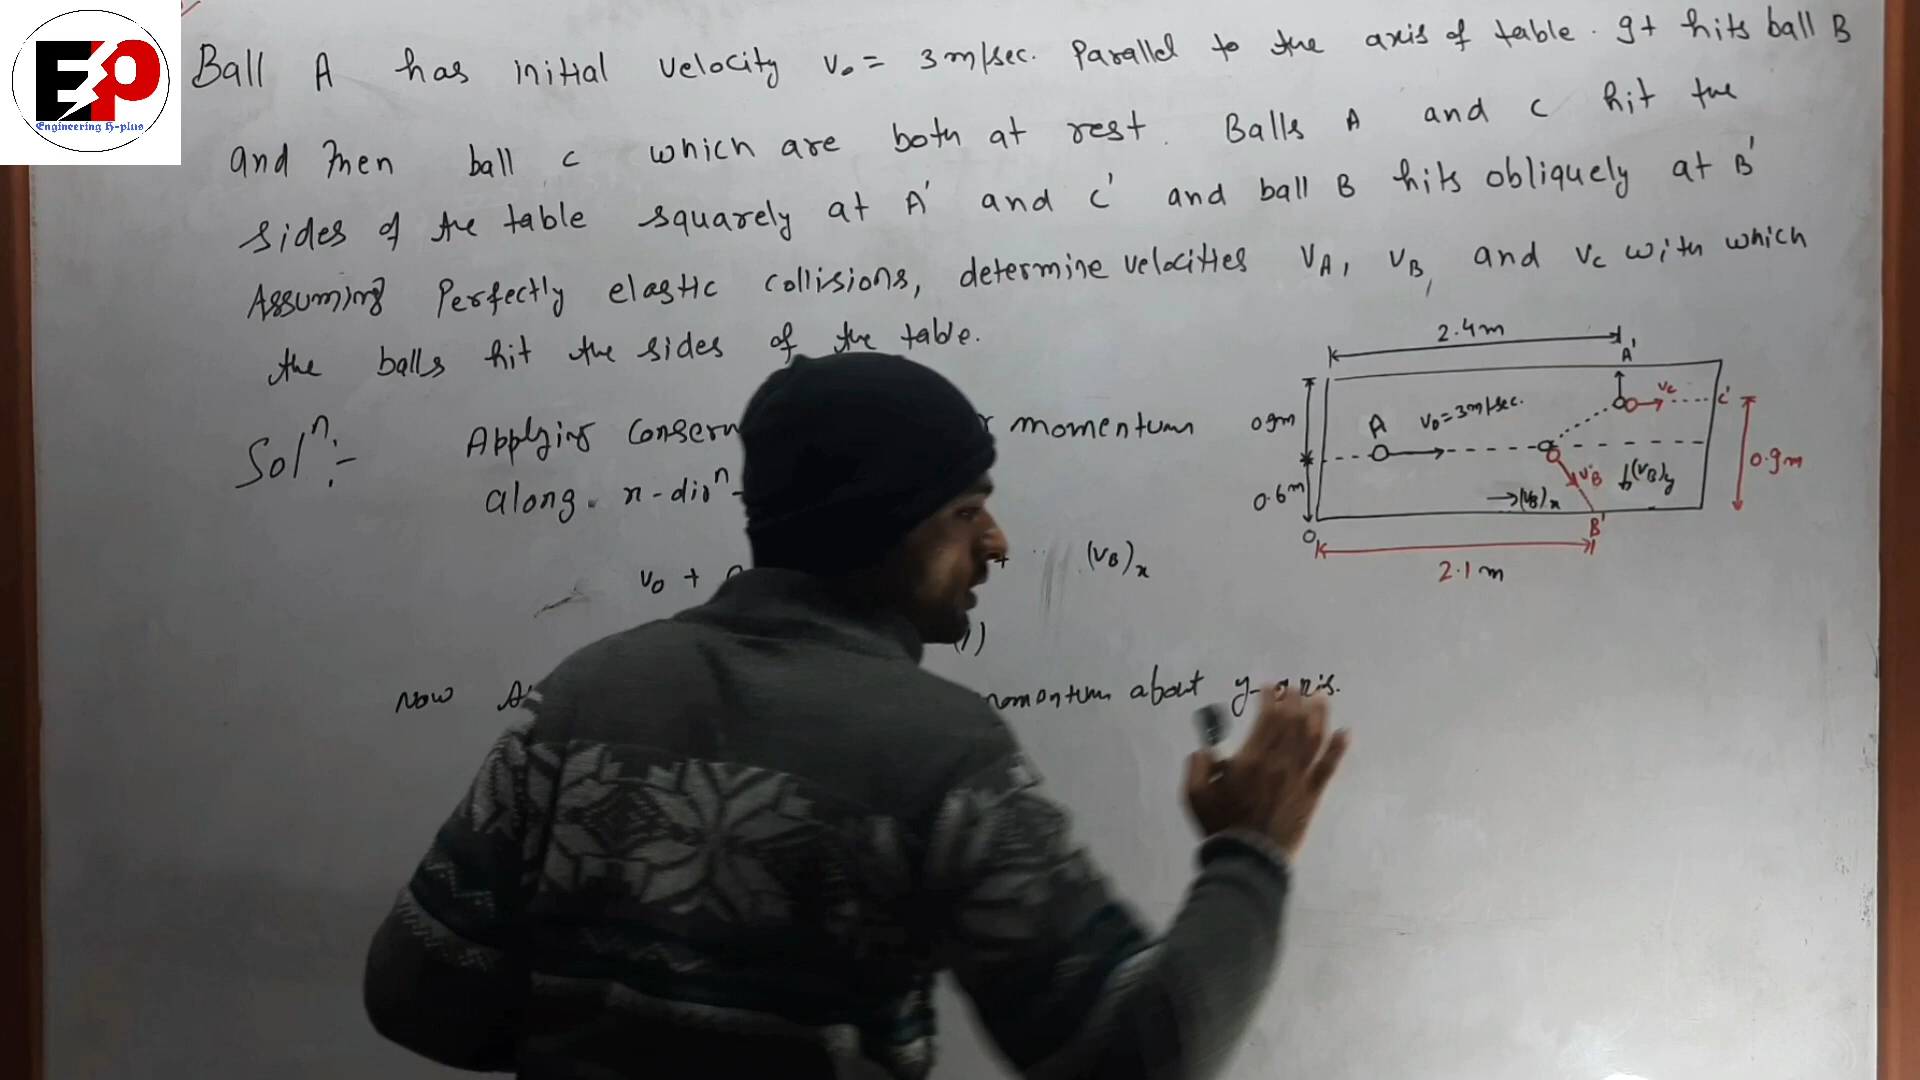 EP
Engineering H-plus
Ball A has initial velocity v₀ = 3m/sec. Parallel to the axis of table. It hits ball B
and then ball c which are both at rest. Balls A and c hit the
sides of the table squarely at A' and c' and ball B hits obliquely at B'
Assuming Perfectly elastic collisions, determine velocities VA, VB, and Vc with which
the balls hit the sides of the table.
Solⁿ:-
Applying momentum
along x-dirⁿ-
v₀ + + (VB)x
(1)
Now momentum about y-axis.
2.4m
A'
Vc
c'
0.9m
A
v₀=3m/sec.
VB
(VB)y
0.9m
0.6m
→(VB)x
O
B'
2.1m